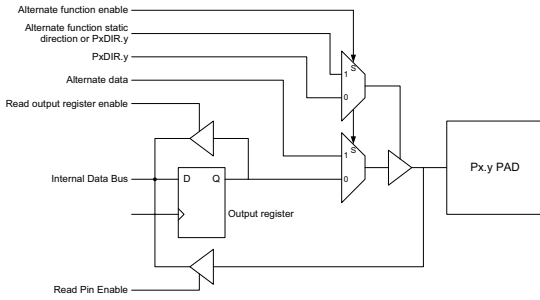 Alternate function enable
Alternate function static
direction or PxDIR.y
PxDIR.y
Alternate data
Read output register enable
Internal Data Bus
Read Pin Enable
S
1
0
S
1
0
D Q
Output register
Px.y PAD